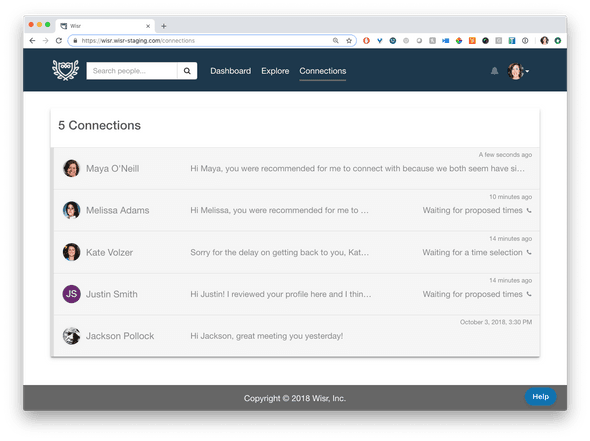 Wisr
https://wisr.wisr-staging.com/connections
Search people...
Dashboard
Explore
Connections
5 Connections
A few seconds ago
Maya O'Neill
Hi Maya, you were recommended for me to connect with because we both seem have si...
10 minutes ago
Melissa Adams
Hi Melissa, you were recommended for me to ...
Waiting for proposed times
14 minutes ago
Kate Volzer
Sorry for the delay on getting back to you, Kat...
Waiting for a time selection
14 minutes ago
JS
Justin Smith
Hi Justin! I reviewed your profile here and I thin...
Waiting for proposed times
October 3, 2018, 3:30 PM
Jackson Pollock
Hi Jackson, great meeting you yesterday!
Copyright © 2018 Wisr, Inc.
Help